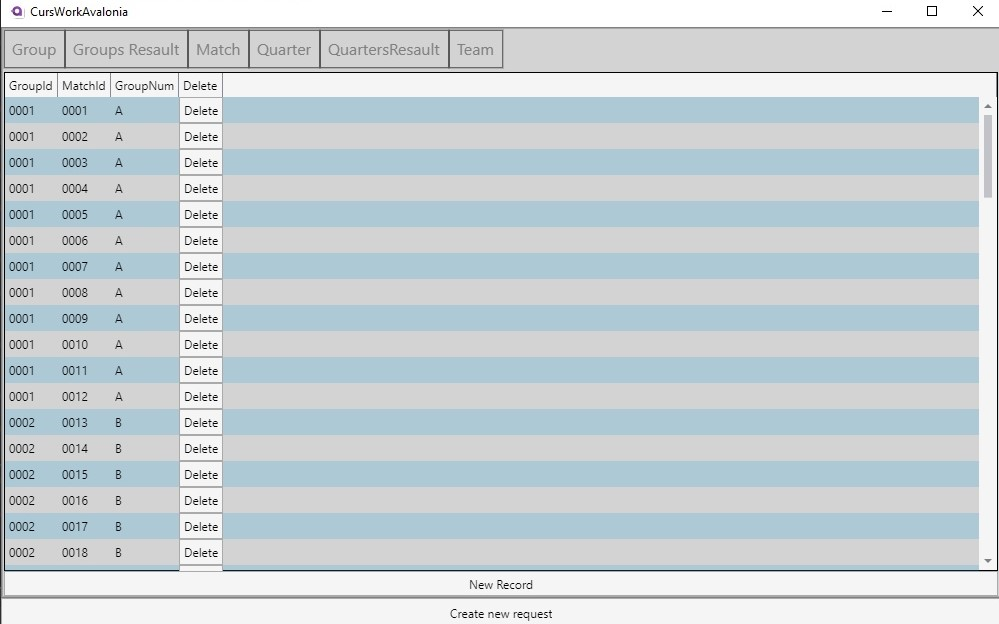 CursWorkAvalonia
Group Groups Resault Match Quarter QuartersResault Team
GroupId MatchId GroupNum Delete
0001 0001 A Delete
0001 0002 A Delete
0001 0003 A Delete
0001 0004 A Delete
0001 0005 A Delete
0001 0006 A Delete
0001 0007 A Delete
0001 0008 A Delete
0001 0009 A Delete
0001 0010 A Delete
0001 0011 A Delete
0001 0012 A Delete
0002 0013 B Delete
0002 0014 B Delete
0002 0015 B Delete
0002 0016 B Delete
0002 0017 B Delete
0002 0018 B Delete
New Record
Create new request